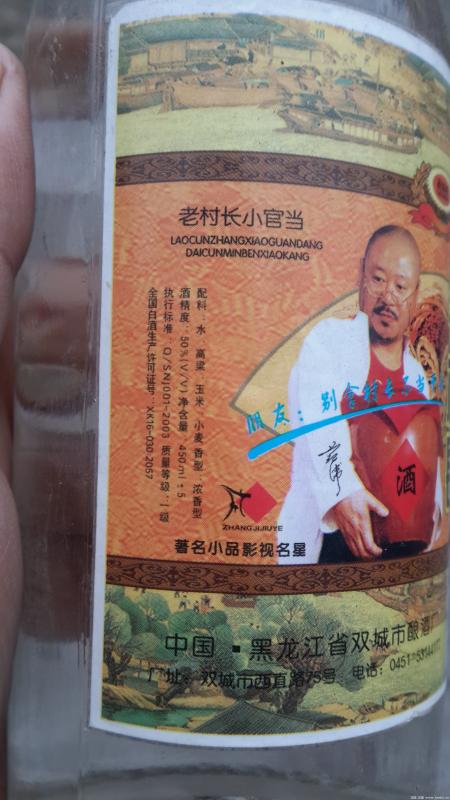 老村长小官当
LAOCUNZHANGXIAOGUANDANG
DAICUNMINBENXIAOKANG
配料：水 高粱 玉米 小麦 香型：浓香型
酒精度：50%(V/V) 净含量：450ml±5
执行标准：Q/SNJ001-2003 质量等级：1级
全国白酒生产许可证号：XK16-030-2057
朋友：别拿村长不当
酒
ZHANGJIJIUYE
著名小品影视名星
中国·黑龙江省双城市酿酒厂
厂址：双城市西直路75号 电话：0451-5314